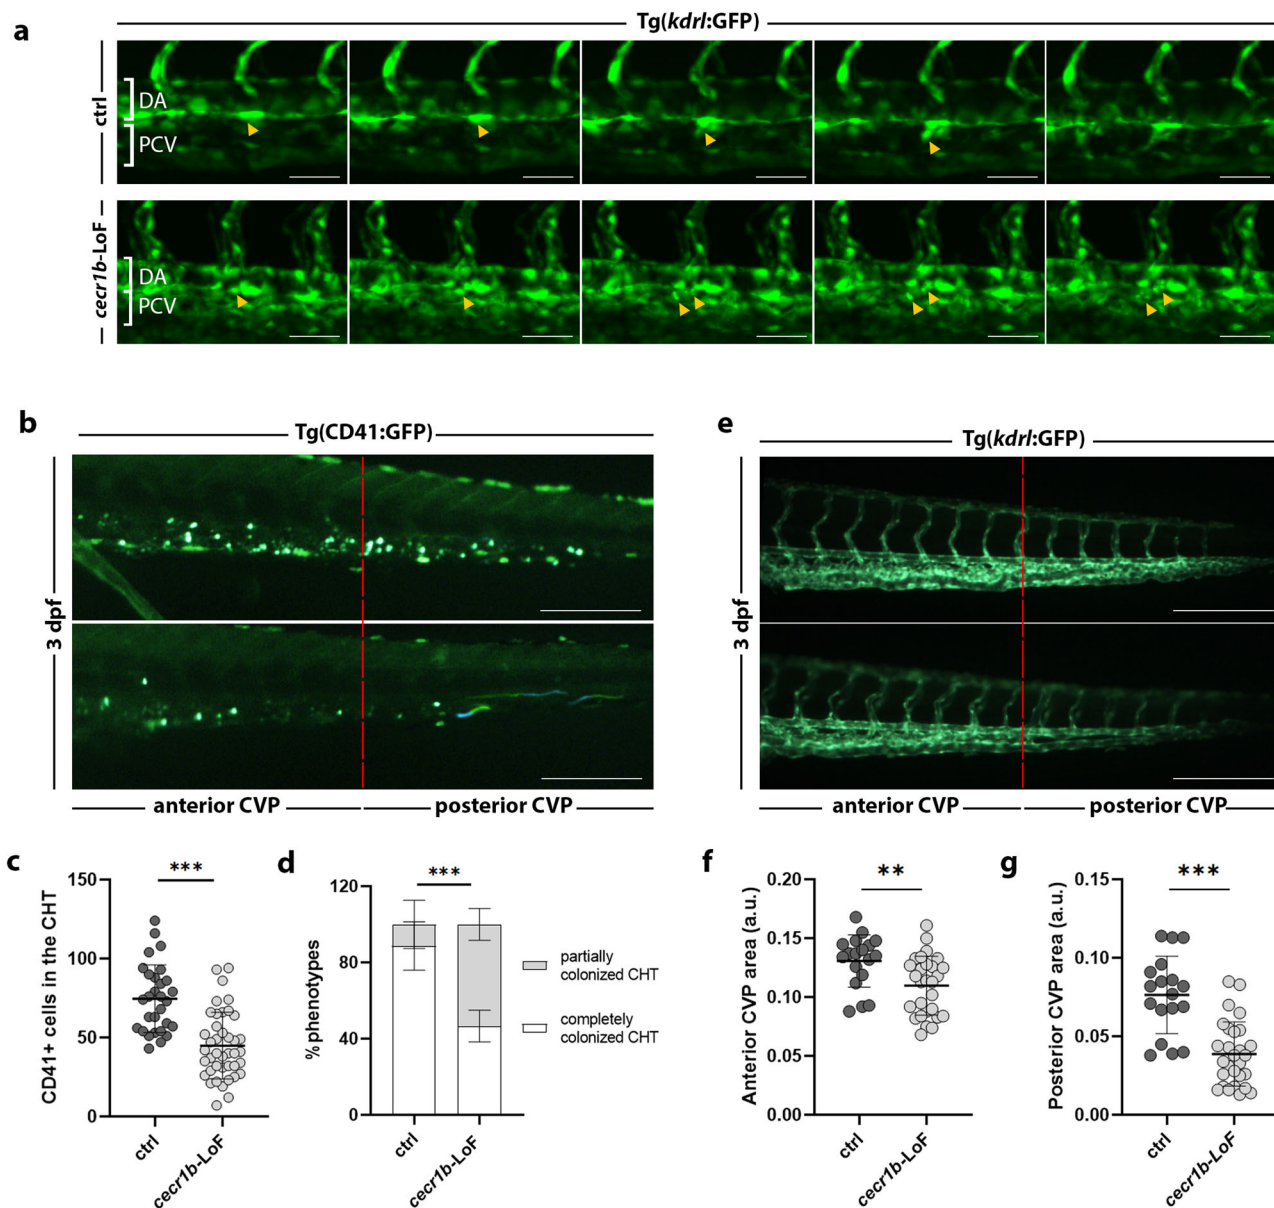 a
Tg(kdrl:GFP)
ctrl
DA
PCV
cecr1b-LoF
DA
PCV
b
Tg(CD41:GFP)
3 dpf
anterior CVP
posterior CVP
e
Tg(kdrl:GFP)
3 dpf
anterior CVP
posterior CVP
c
CD41+ cells in the CHT
***
150
100
50
0
ctrl
cecr1b-LoF
d
% phenotypes
***
120
80
40
0
ctrl
cecr1b-LoF
partially
colonized CHT
completely
colonized CHT
f
Anterior CVP area (a.u.)
**
0.20
0.15
0.10
0.05
0.00
ctrl
cecr1b-LoF
g
Posterior CVP area (a.u.)
***
0.15
0.10
0.05
0.00
ctrl
cecr1b-LoF